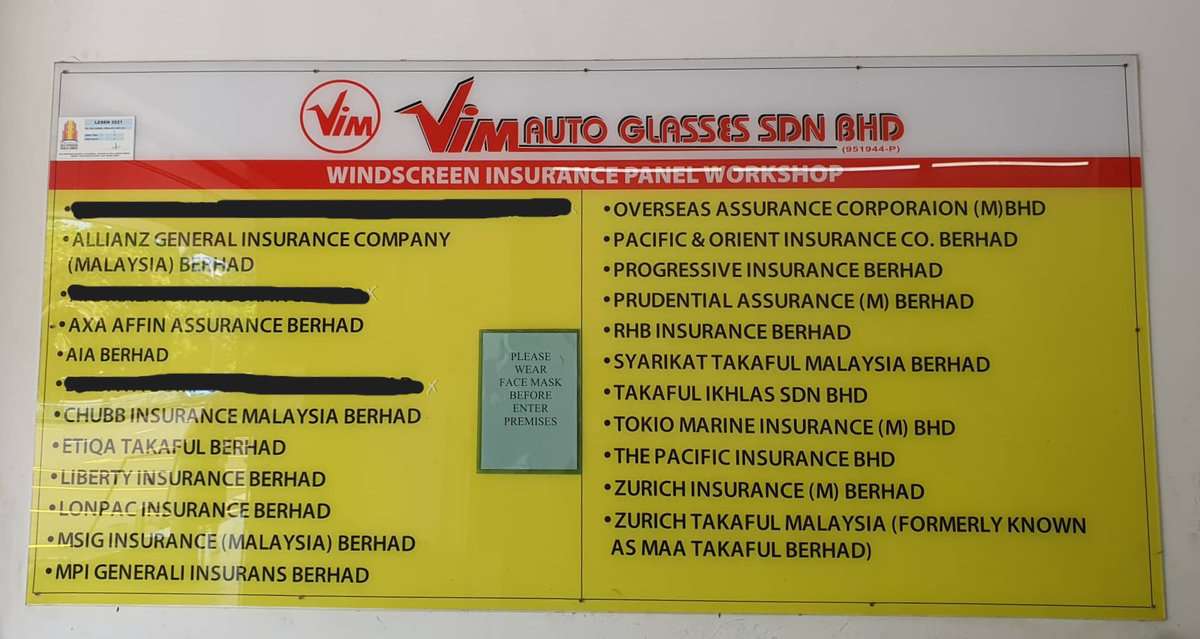 ViM
ViM AUTO GLASSES SDN BHD
(951944-P)
WINDSCREEN INSURANCE PANEL WORKSHOP
LESEN 2021
•ALLIANZ GENERAL INSURANCE COMPANY
(MALAYSIA) BERHAD
•AXA AFFIN ASSURANCE BERHAD
•AIA BERHAD
•CHUBB INSURANCE MALAYSIA BERHAD
•ETIQA TAKAFUL BERHAD
•LIBERTY INSURANCE BERHAD
•LONPAC INSURANCE BERHAD
•MSIG INSURANCE (MALAYSIA) BERHAD
•MPI GENERALI INSURANS BERHAD
PLEASE
WEAR
FACE MASK
BEFORE
ENTER
PREMISES
•OVERSEAS ASSURANCE CORPORAION (M)BHD
•PACIFIC & ORIENT INSURANCE CO. BERHAD
•PROGRESSIVE INSURANCE BERHAD
•PRUDENTIAL ASSURANCE (M) BERHAD
•RHB INSURANCE BERHAD
•SYARIKAT TAKAFUL MALAYSIA BERHAD
•TAKAFUL IKHLAS SDN BHD
•TOKIO MARINE INSURANCE (M) BHD
•THE PACIFIC INSURANCE BHD
•ZURICH INSURANCE (M) BERHAD
•ZURICH TAKAFUL MALAYSIA (FORMERLY KNOWN
AS MAA TAKAFUL BERHAD)